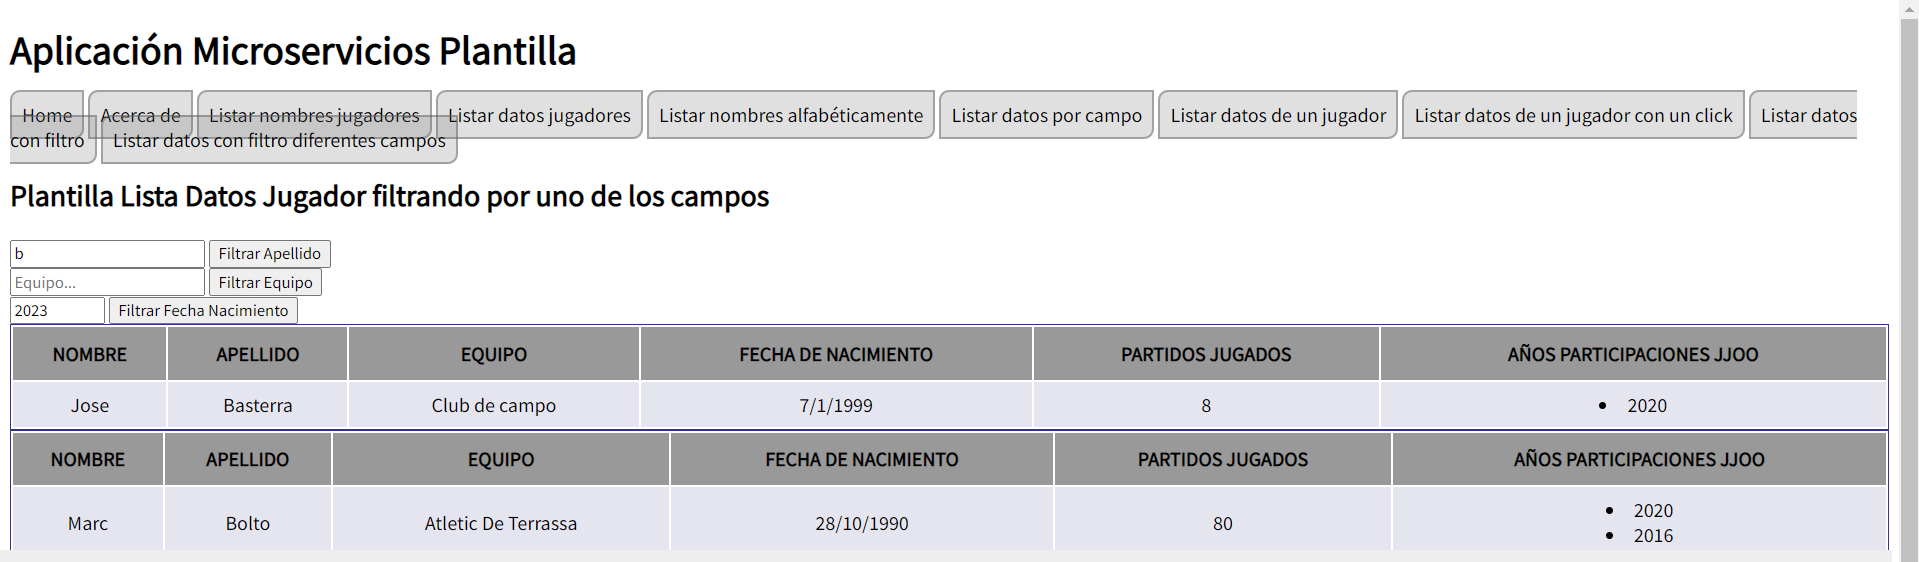 Aplicación Microservicios Plantilla
Home Acerca de Listar nombres jugadores Listar datos jugadores Listar nombres alfabéticamente Listar datos por campo Listar datos de un jugador Listar datos de un jugador con un click Listar datos
con filtro Listar datos con filtro diferentes campos
Plantilla Lista Datos Jugador filtrando por uno de los campos
b Filtrar Apellido
Equipo... Filtrar Equipo
2023 Filtrar Fecha Nacimiento
NOMBRE APELLIDO EQUIPO FECHA DE NACIMIENTO PARTIDOS JUGADOS AÑOS PARTICIPACIONES JJOO
Jose Basterra Club de campo 7/1/1999 8 • 2020
NOMBRE APELLIDO EQUIPO FECHA DE NACIMIENTO PARTIDOS JUGADOS AÑOS PARTICIPACIONES JJOO
Marc Bolto Atletic De Terrassa 28/10/1990 80 • 2020
• 2016